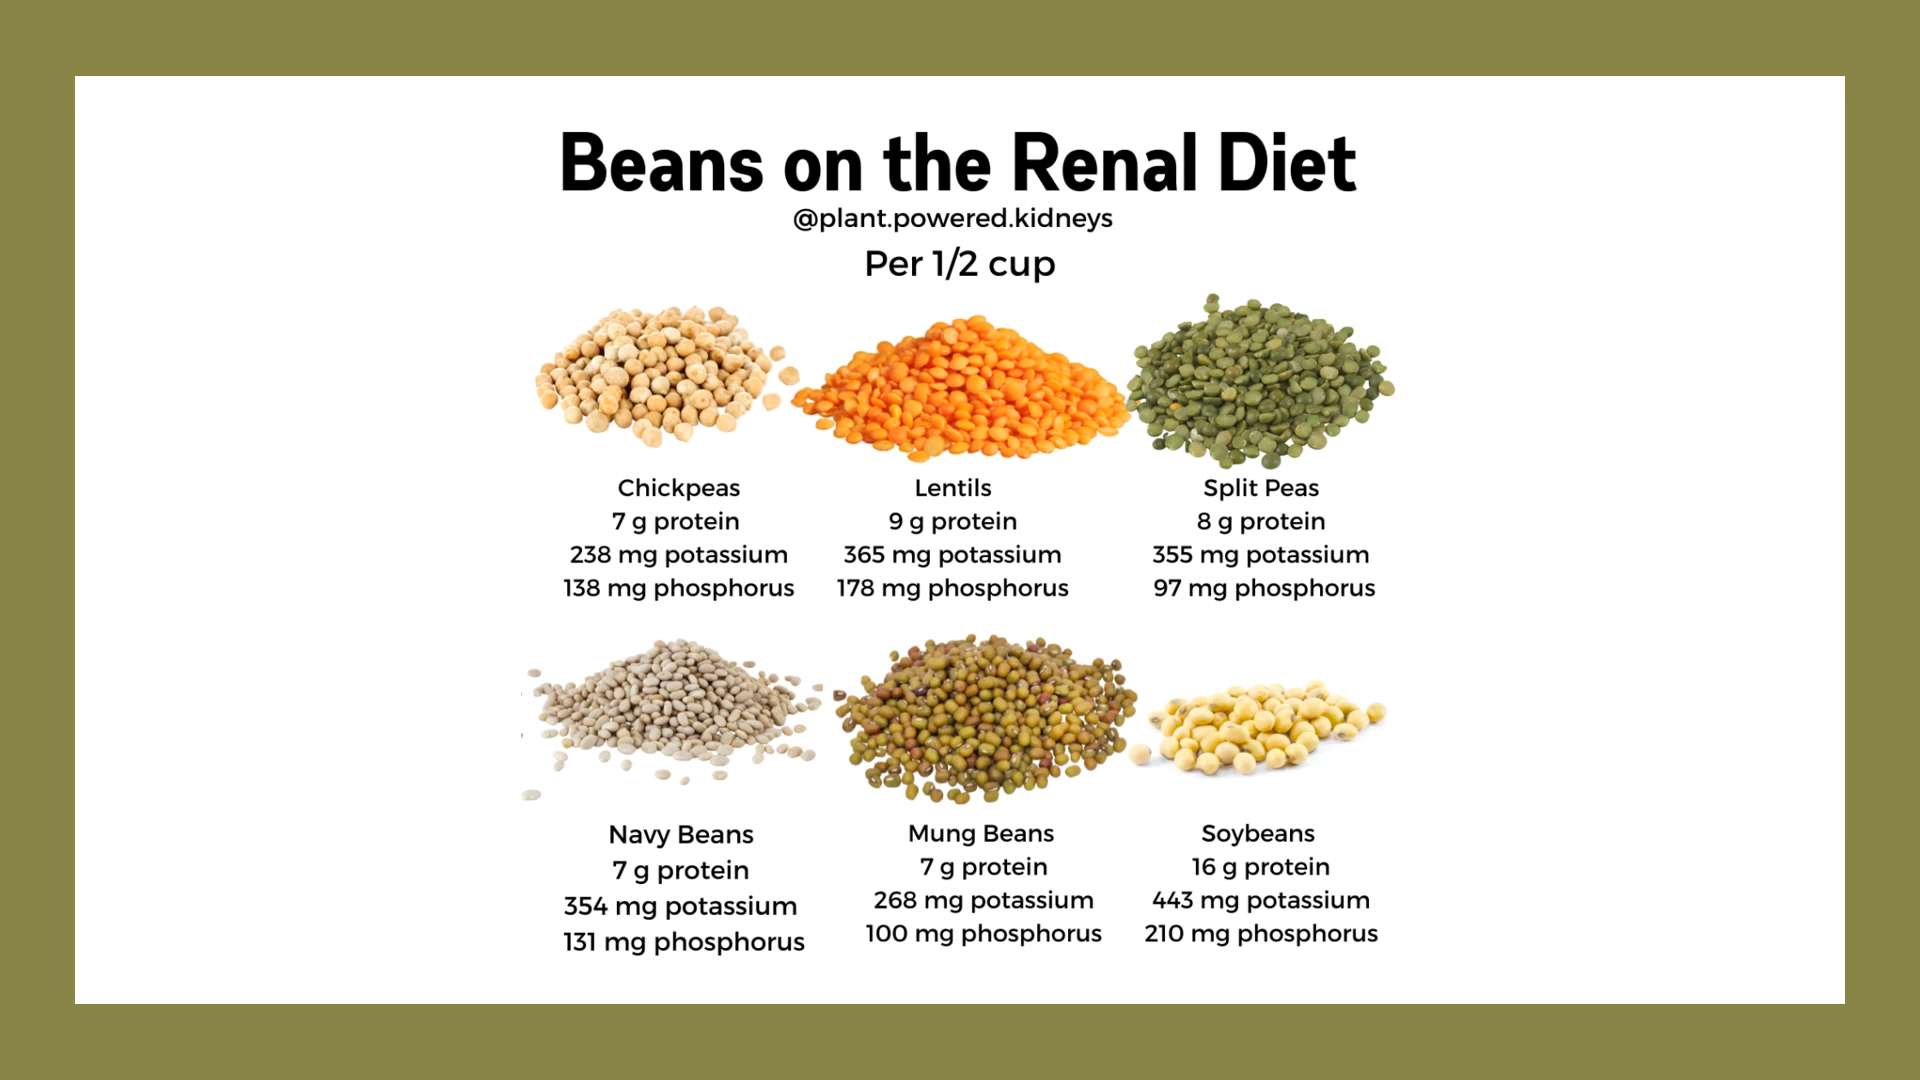 Beans on the Renal Diet
@plant.powered.kidneys
Per 1/2 cup
Chickpeas
7 g protein
238 mg potassium
138 mg phosphorus
Lentils
9 g protein
365 mg potassium
178 mg phosphorus
Split Peas
8 g protein
355 mg potassium
97 mg phosphorus
Navy Beans
7 g protein
354 mg potassium
131 mg phosphorus
Mung Beans
7 g protein
268 mg potassium
100 mg phosphorus
Soybeans
16 g protein
443 mg potassium
210 mg phosphorus